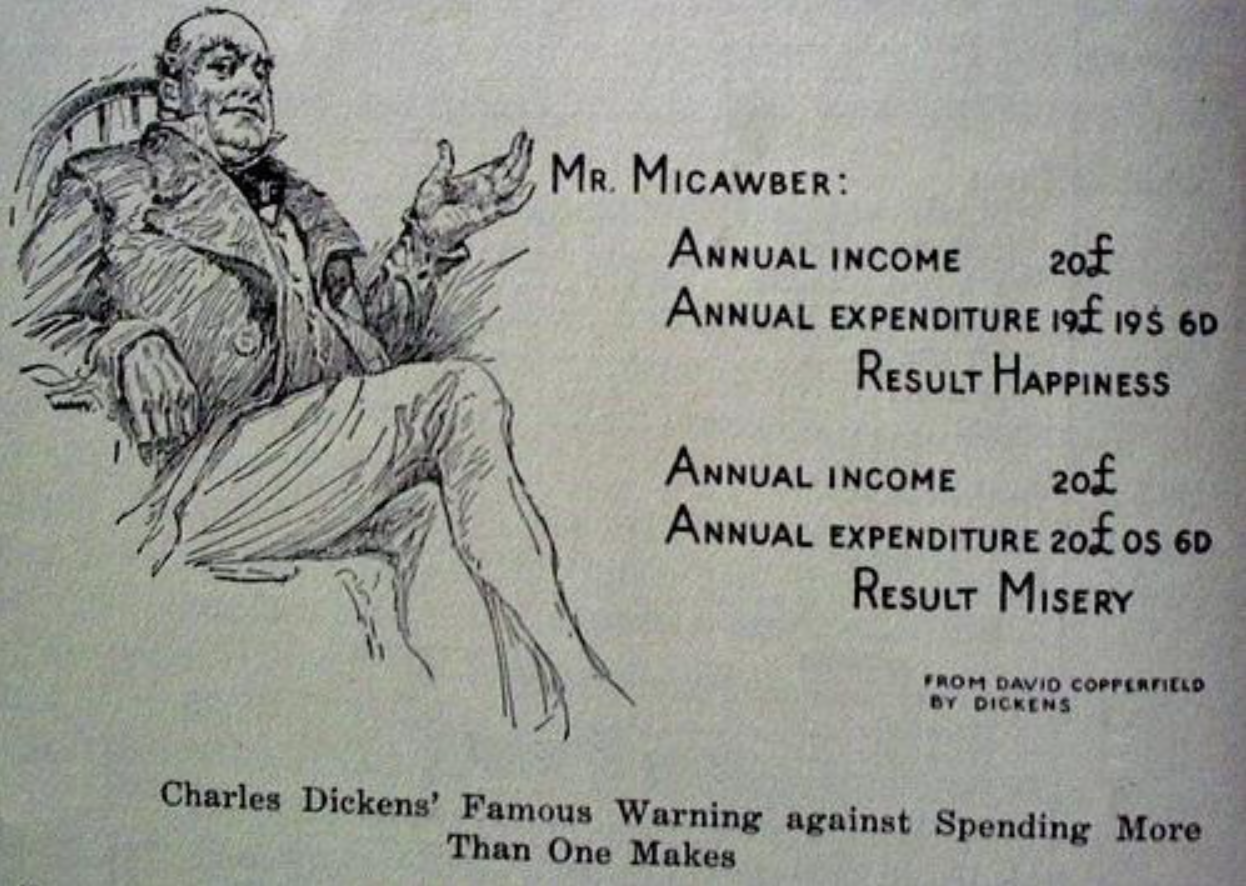 MR. MICAWBER:
ANNUAL INCOME 20£
ANNUAL EXPENDITURE 19£ 19S 6D
RESULT HAPPINESS
ANNUAL INCOME 20£
ANNUAL EXPENDITURE 20£ 0S 6D
RESULT MISERY
FROM DAVID COPPERFIELD
BY DICKENS
Charles Dickens' Famous Warning against Spending More
Than One Makes